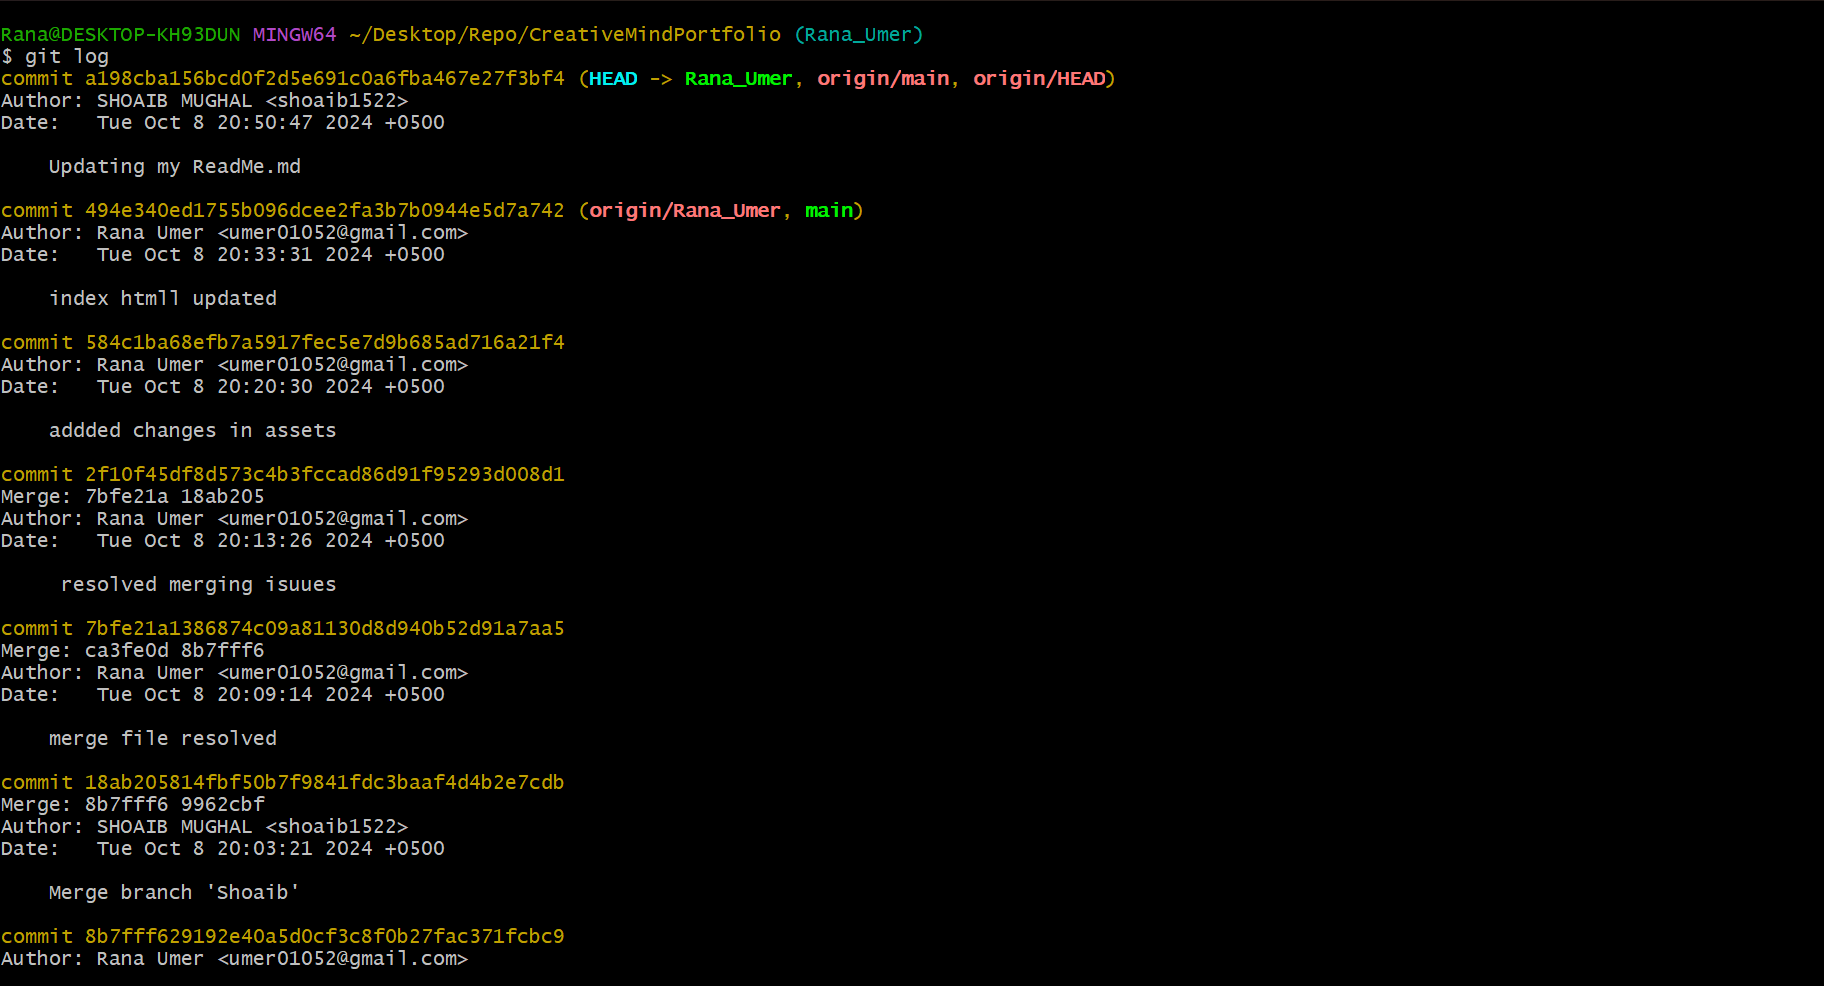 Rana@DESKTOP-KH93DUN MINGW64 ~/Desktop/Repo/CreativeMindPortfolio (Rana_Umer)
$ git log
commit a198cba156bcd0f2d5e691c0a6fba467e27f3bf4 (HEAD -> Rana_Umer, origin/main, origin/HEAD)
Author: SHOAIB MUGHAL <shoaib1522>
Date:   Tue Oct 8 20:50:47 2024 +0500
    Updating my ReadMe.md
commit 494e340ed1755b096dcee2fa3b7b0944e5d7a742 (origin/Rana_Umer, main)
Author: Rana Umer <umer01052@gmail.com>
Date:   Tue Oct 8 20:33:31 2024 +0500
    index htmll updated
commit 584c1ba68efb7a5917fec5e7d9b685ad716a21f4
Author: Rana Umer <umer01052@gmail.com>
Date:   Tue Oct 8 20:20:30 2024 +0500
    addded changes in assets
commit 2f10f45df8d573c4b3fccad86d91f95293d008d1
Merge: 7bfe21a 18ab205
Author: Rana Umer <umer01052@gmail.com>
Date:   Tue Oct 8 20:13:26 2024 +0500
     resolved merging isuues
commit 7bfe21a1386874c09a81130d8d940b52d91a7aa5
Merge: ca3fe0d 8b7fff6
Author: Rana Umer <umer01052@gmail.com>
Date:   Tue Oct 8 20:09:14 2024 +0500
    merge file resolved
commit 18ab205814fbf50b7f9841fdc3baaf4d4b2e7cdb
Merge: 8b7fff6 9962cbf
Author: SHOAIB MUGHAL <shoaib1522>
Date:   Tue Oct 8 20:03:21 2024 +0500
    Merge branch 'Shoaib'
commit 8b7fff629192e40a5d0cf3c8f0b27fac371fcbc9
Author: Rana Umer <umer01052@gmail.com>